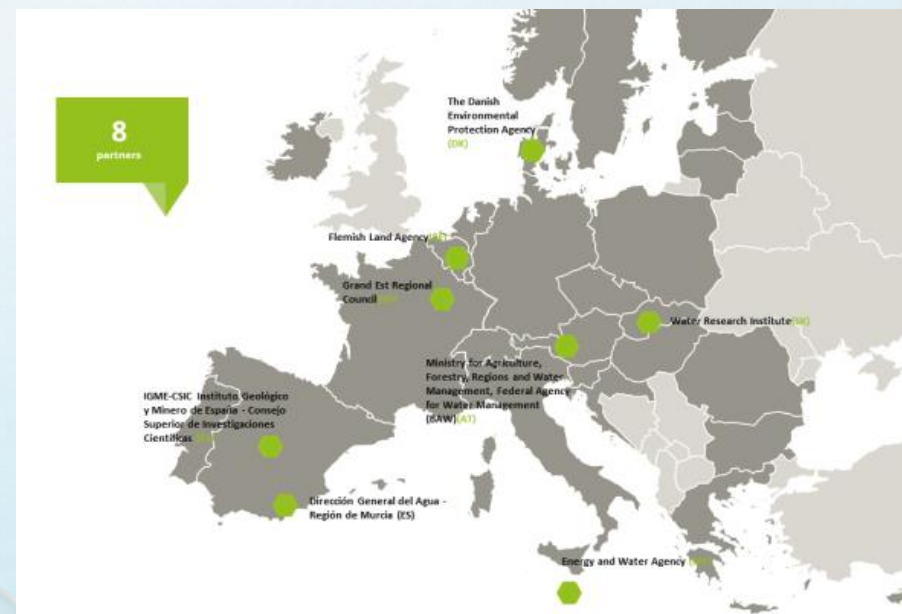 8
partners
The Danish
Environmental
Protection Agency
(DK)
Flemish Land Agency(BE)
Grand Est Regional
Council
Water Research Institute(SK)
Ministry for Agriculture,
Forestry, Regions and Water
Management, Federal Agency
for Water Management
(BAW)(AT)
IGME-CSIC Instituto Geológico
y Minero de España - Consejo
Superior de Investigaciones
Científicas
Dirección General del Agua -
Región de Murcia (ES)
Energy and Water Agency